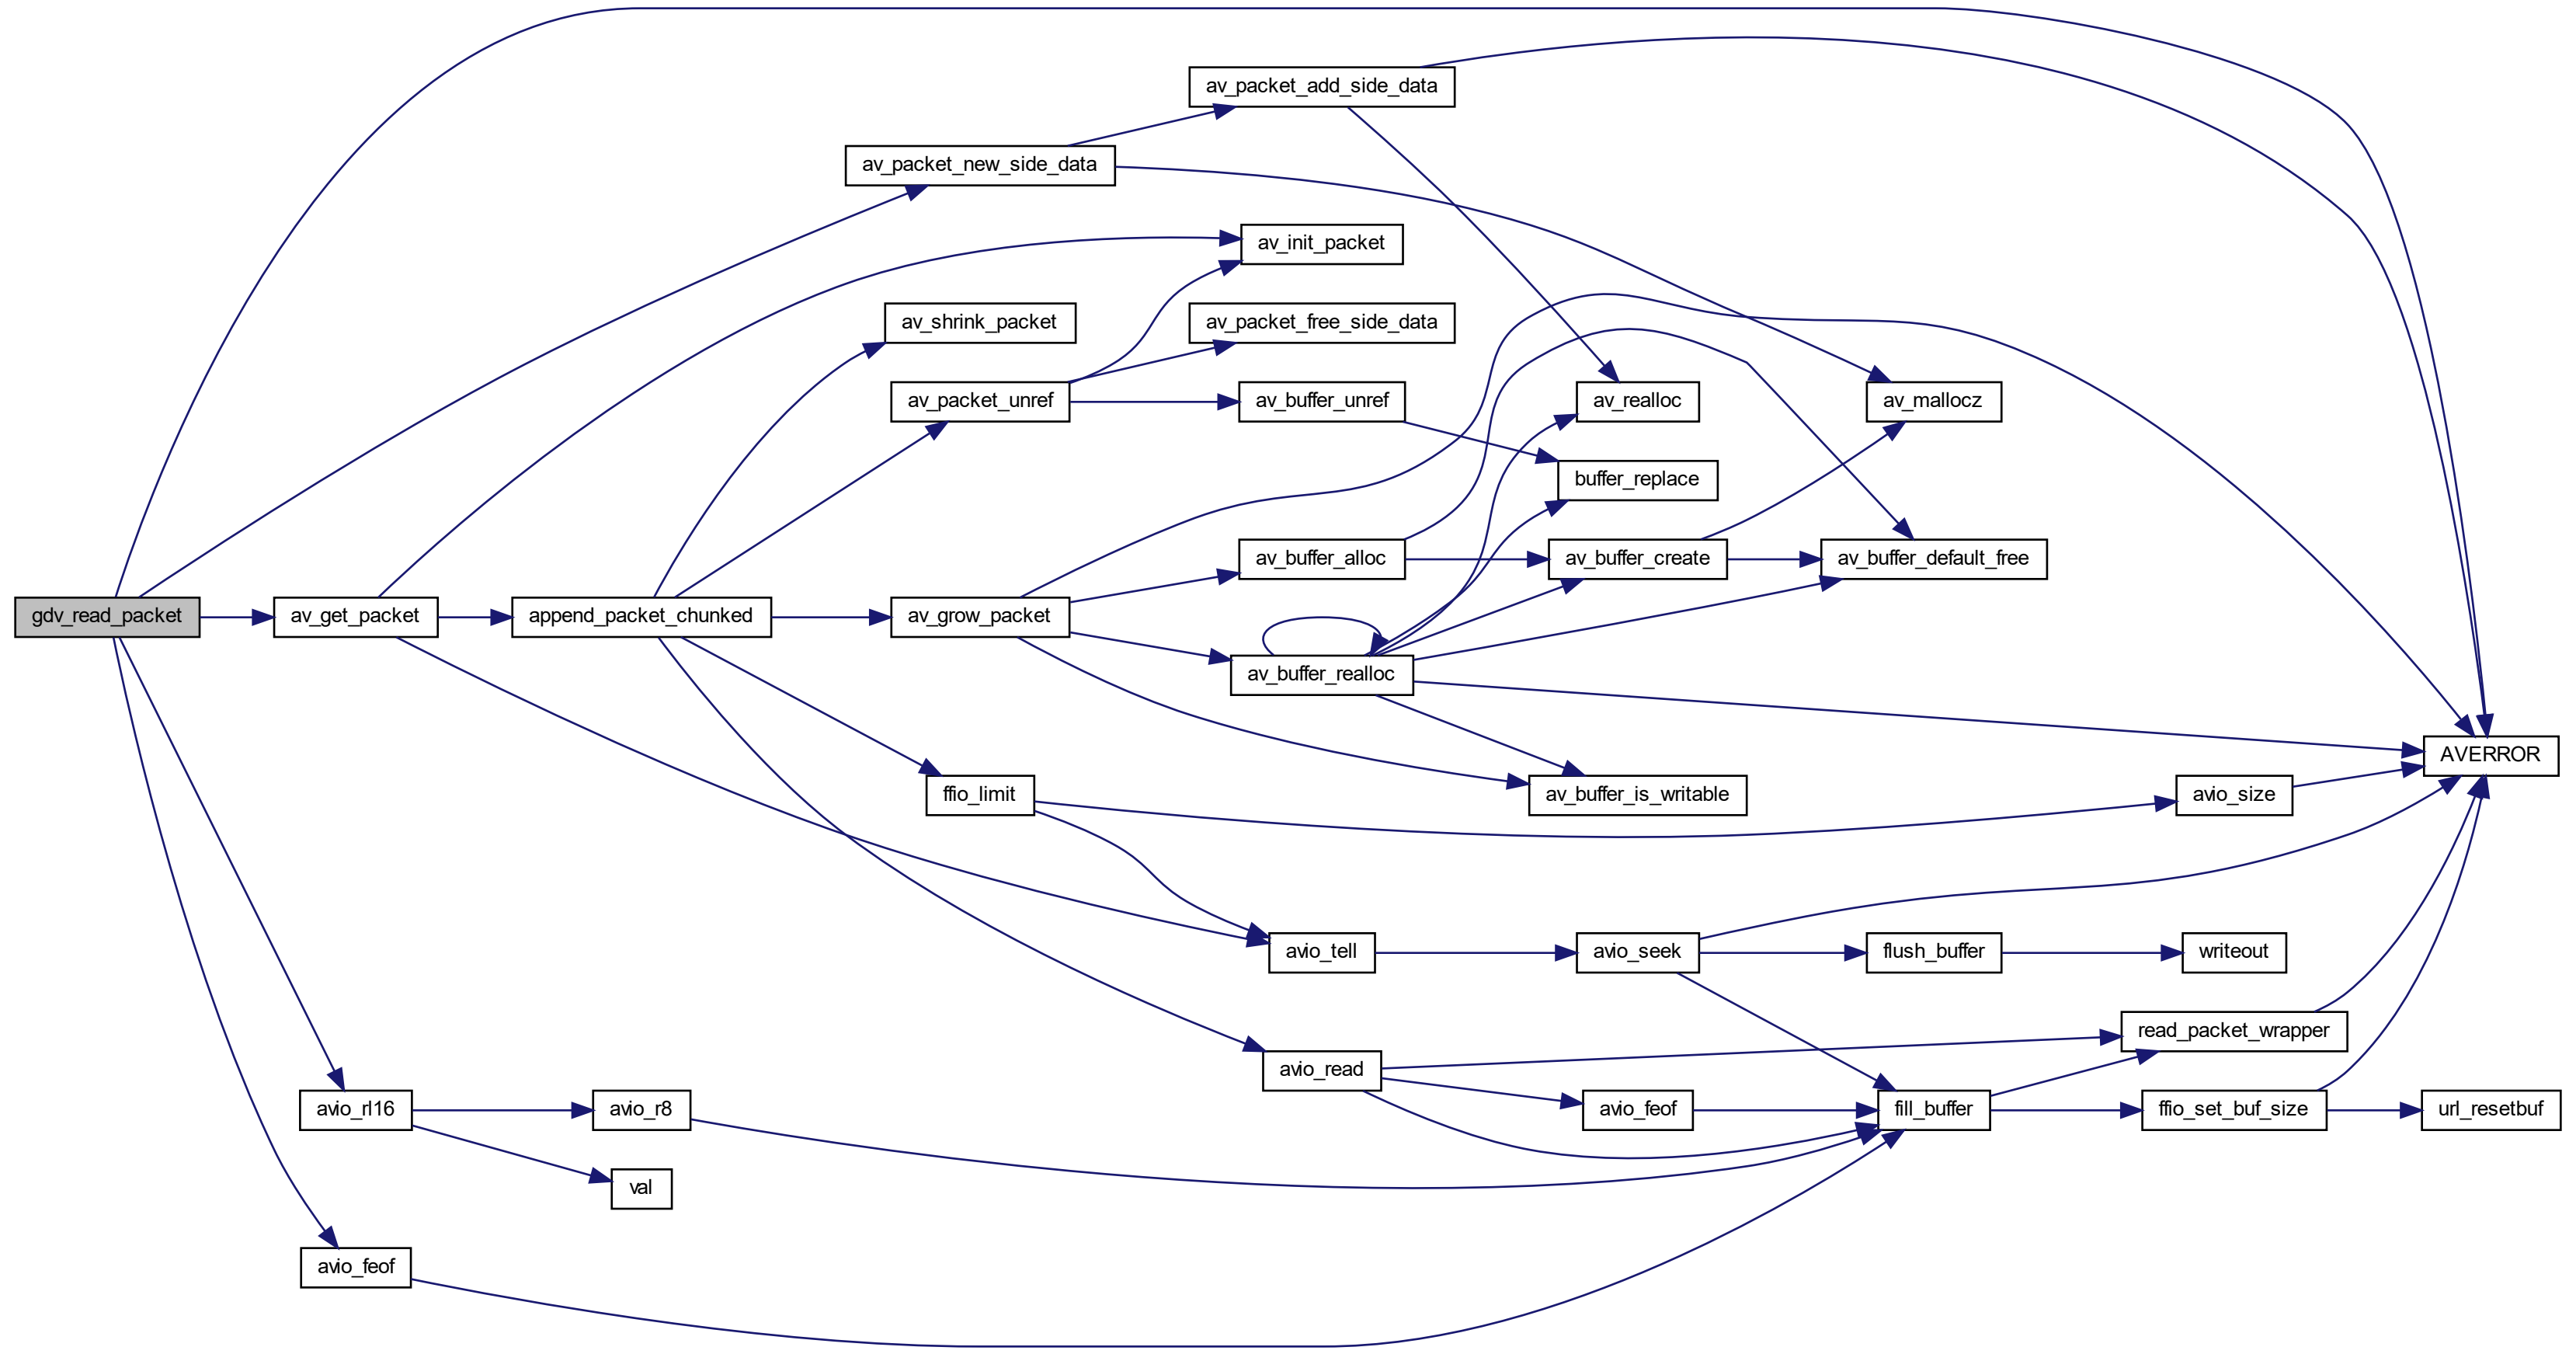 av_packet_add_side_data
av_packet_new_side_data
av_init_packet
av_shrink_packet
av_packet_free_side_data
av_packet_unref
av_buffer_unref
av_realloc
av_mallocz
buffer_replace
av_buffer_alloc
av_buffer_create
av_buffer_default_free
gdv_read_packet
av_get_packet
append_packet_chunked
av_grow_packet
av_buffer_realloc
AVERROR
ffio_limit
av_buffer_is_writable
avio_size
avio_tell
avio_seek
flush_buffer
writeout
read_packet_wrapper
avio_read
avio_rl16
avio_r8
avio_feof
fill_buffer
ffio_set_buf_size
url_resetbuf
val
avio_feof